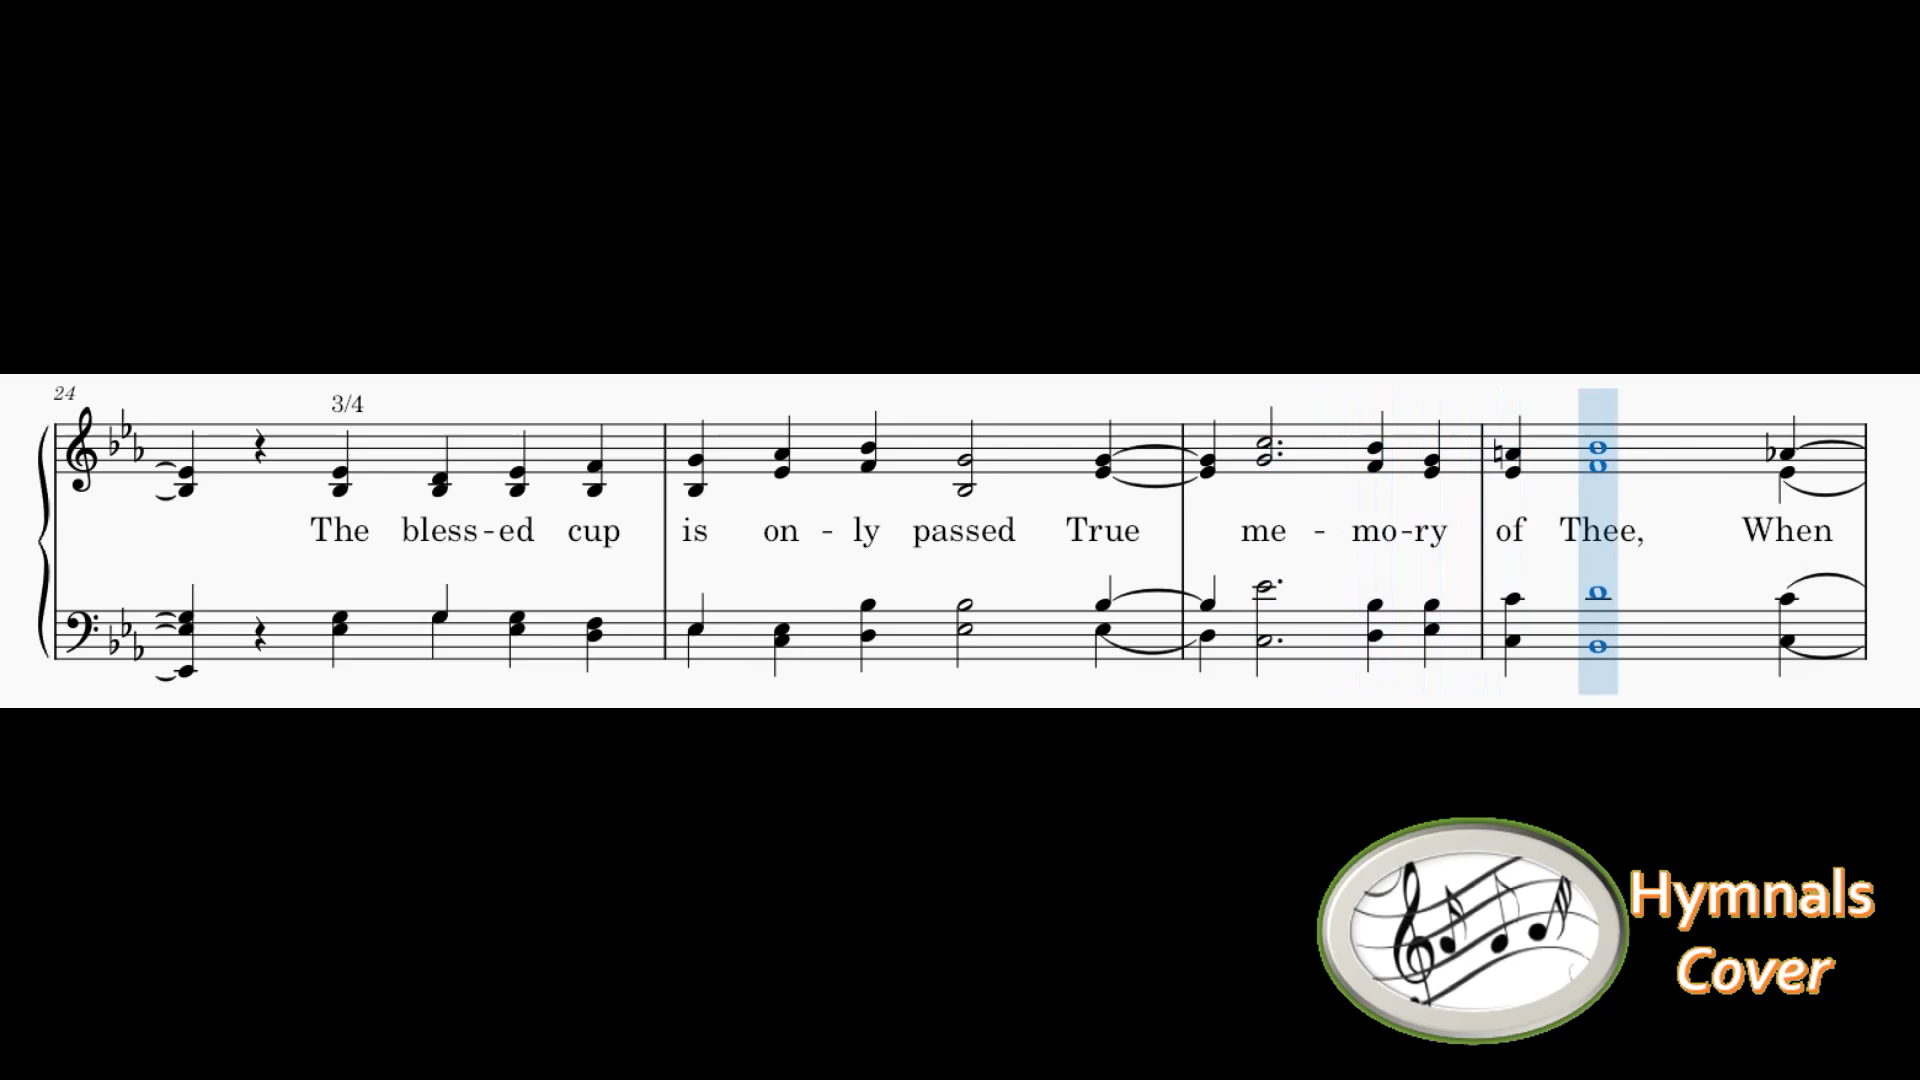 24
3/4
The bless-ed cup is on - ly passed True me - mo-ry of Thee, When
Hymnals
Cover